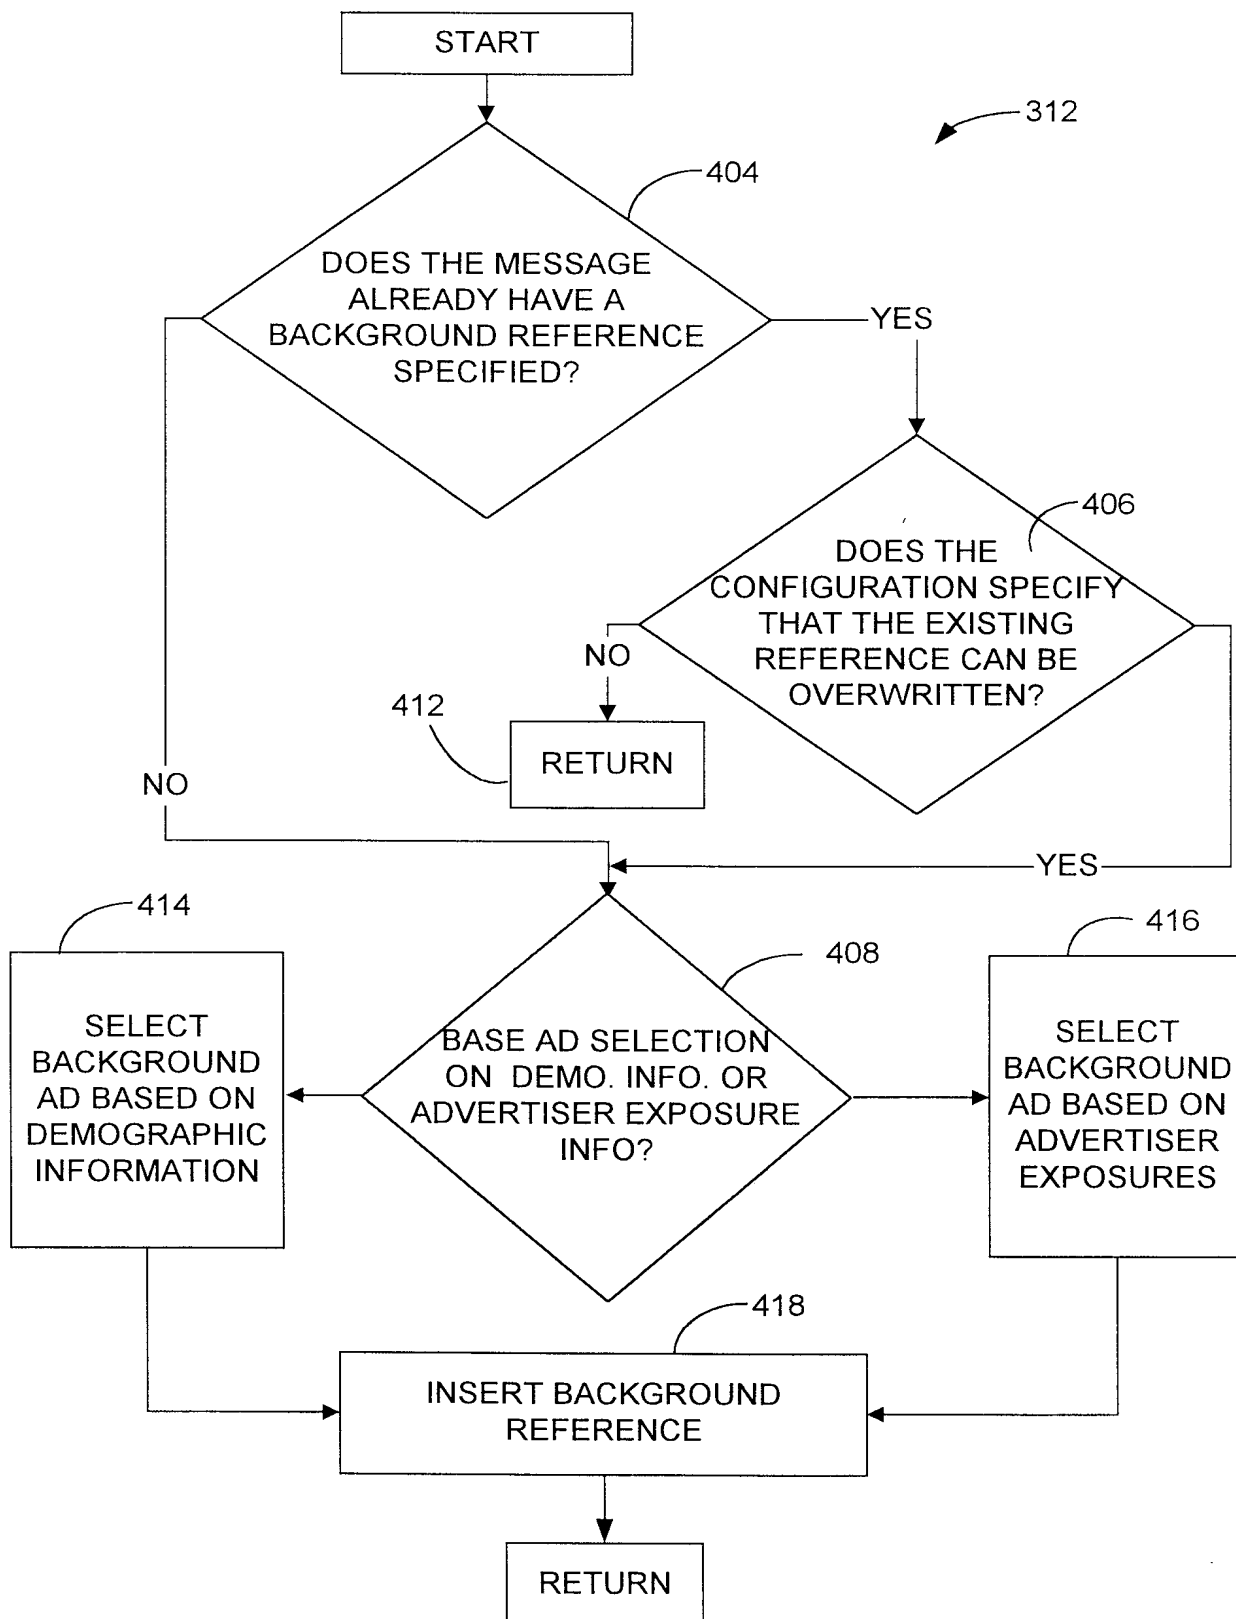 START
312
404
DOES THE MESSAGE
ALREADY HAVE A
BACKGROUND REFERENCE
SPECIFIED?
YES
406
DOES THE
CONFIGURATION SPECIFY
THAT THE EXISTING
REFERENCE CAN BE
OVERWRITTEN?
NO
412
RETURN
NO
YES
414
408
416
SELECT
BACKGROUND
AD BASED ON
DEMOGRAPHIC
INFORMATION
BASE AD SELECTION
ON DEMO. INFO. OR
ADVERTISER EXPOSURE
INFO?
SELECT
BACKGROUND
AD BASED ON
ADVERTISER
EXPOSURES
418
INSERT BACKGROUND
REFERENCE
RETURN